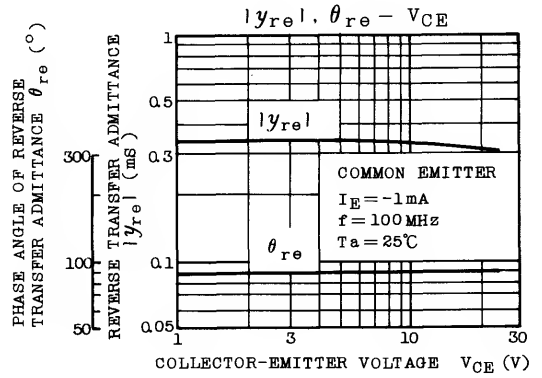 |yre|, θre – VCE
PHASE ANGLE OF REVERSE
TRANSFER ADMITTANCE θre (°)
300
100
50
REVERSE TRANSFER ADMITTANCE
|yre| (mS)
1
0.5
0.3
0.1
0.05
|yre|
θre
COMMON EMITTER
IE=-1mA
f=100MHz
Ta=25℃
1 3 10 30
COLLECTOR-EMITTER VOLTAGE VCE (V)